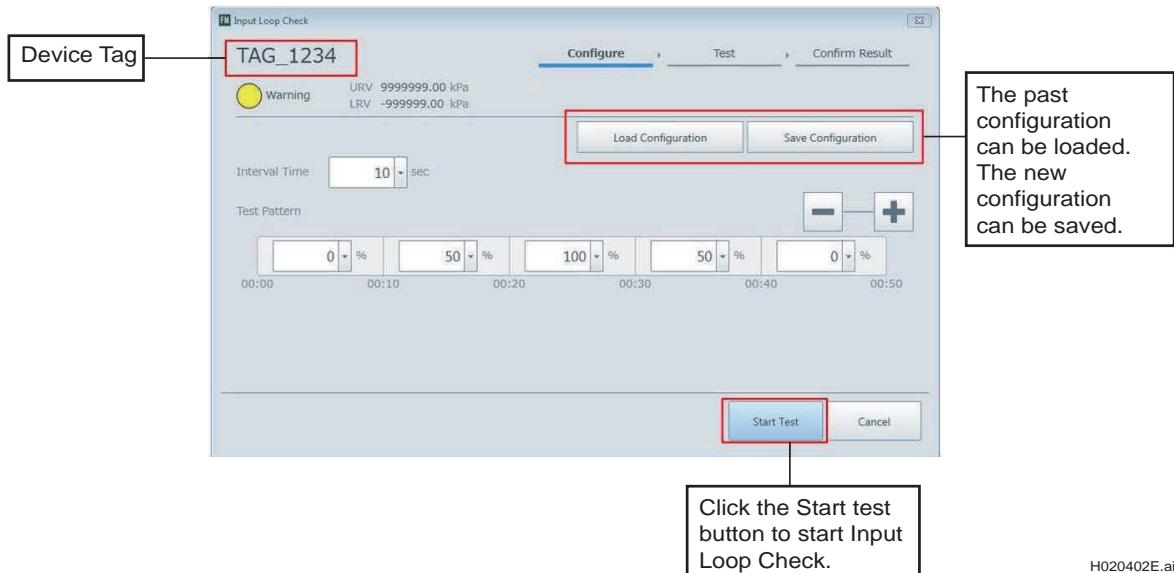 Input Loop Check
Device Tag
TAG_1234
Configure
Test
Confirm Result
Warning
URV 9999999.00 kPa
LRV -999999.00 kPa
Load Configuration
Save Configuration
The past
configuration
can be loaded.
The new
configuration
can be saved.
Interval Time 10 sec
Test Pattern
0 % 50 % 100 % 50 % 0 %
00:00 00:10 00:20 00:30 00:40 00:50
Start Test
Cancel
Click the Start test
button to start Input
Loop Check.
H020402E.ai